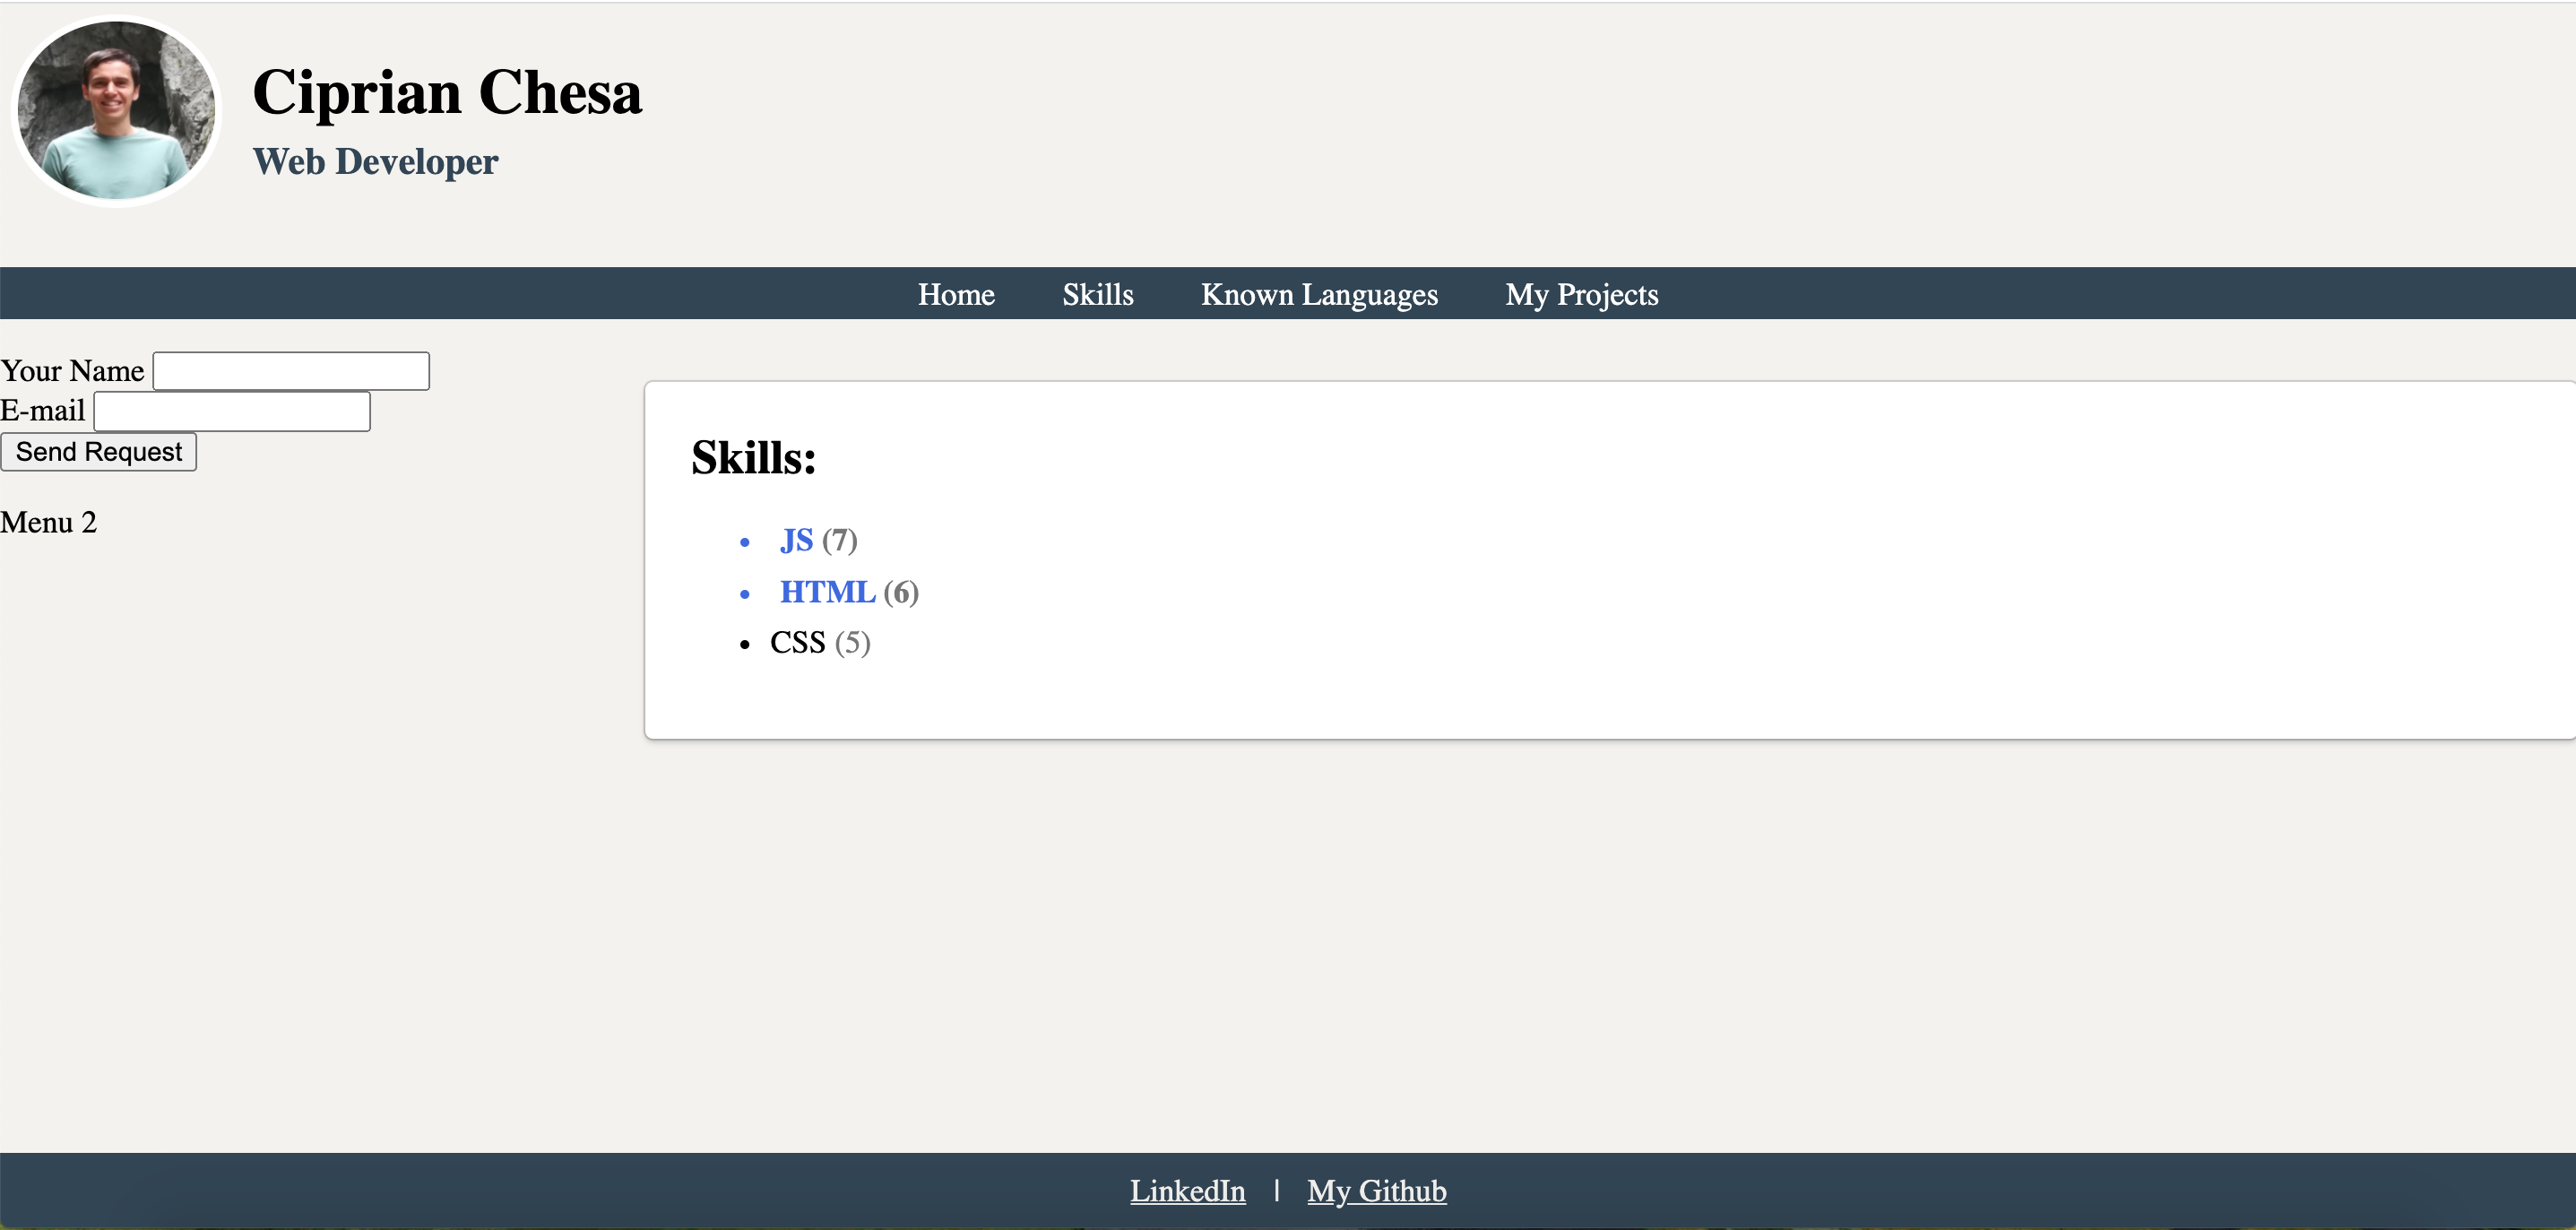 Ciprian Chesa
Web Developer
Home Skills Known Languages My Projects
Your Name
E-mail
Send Request
Menu 2
Skills:
• JS (7)
• HTML (6)
• CSS (5)
LinkedIn | My Github